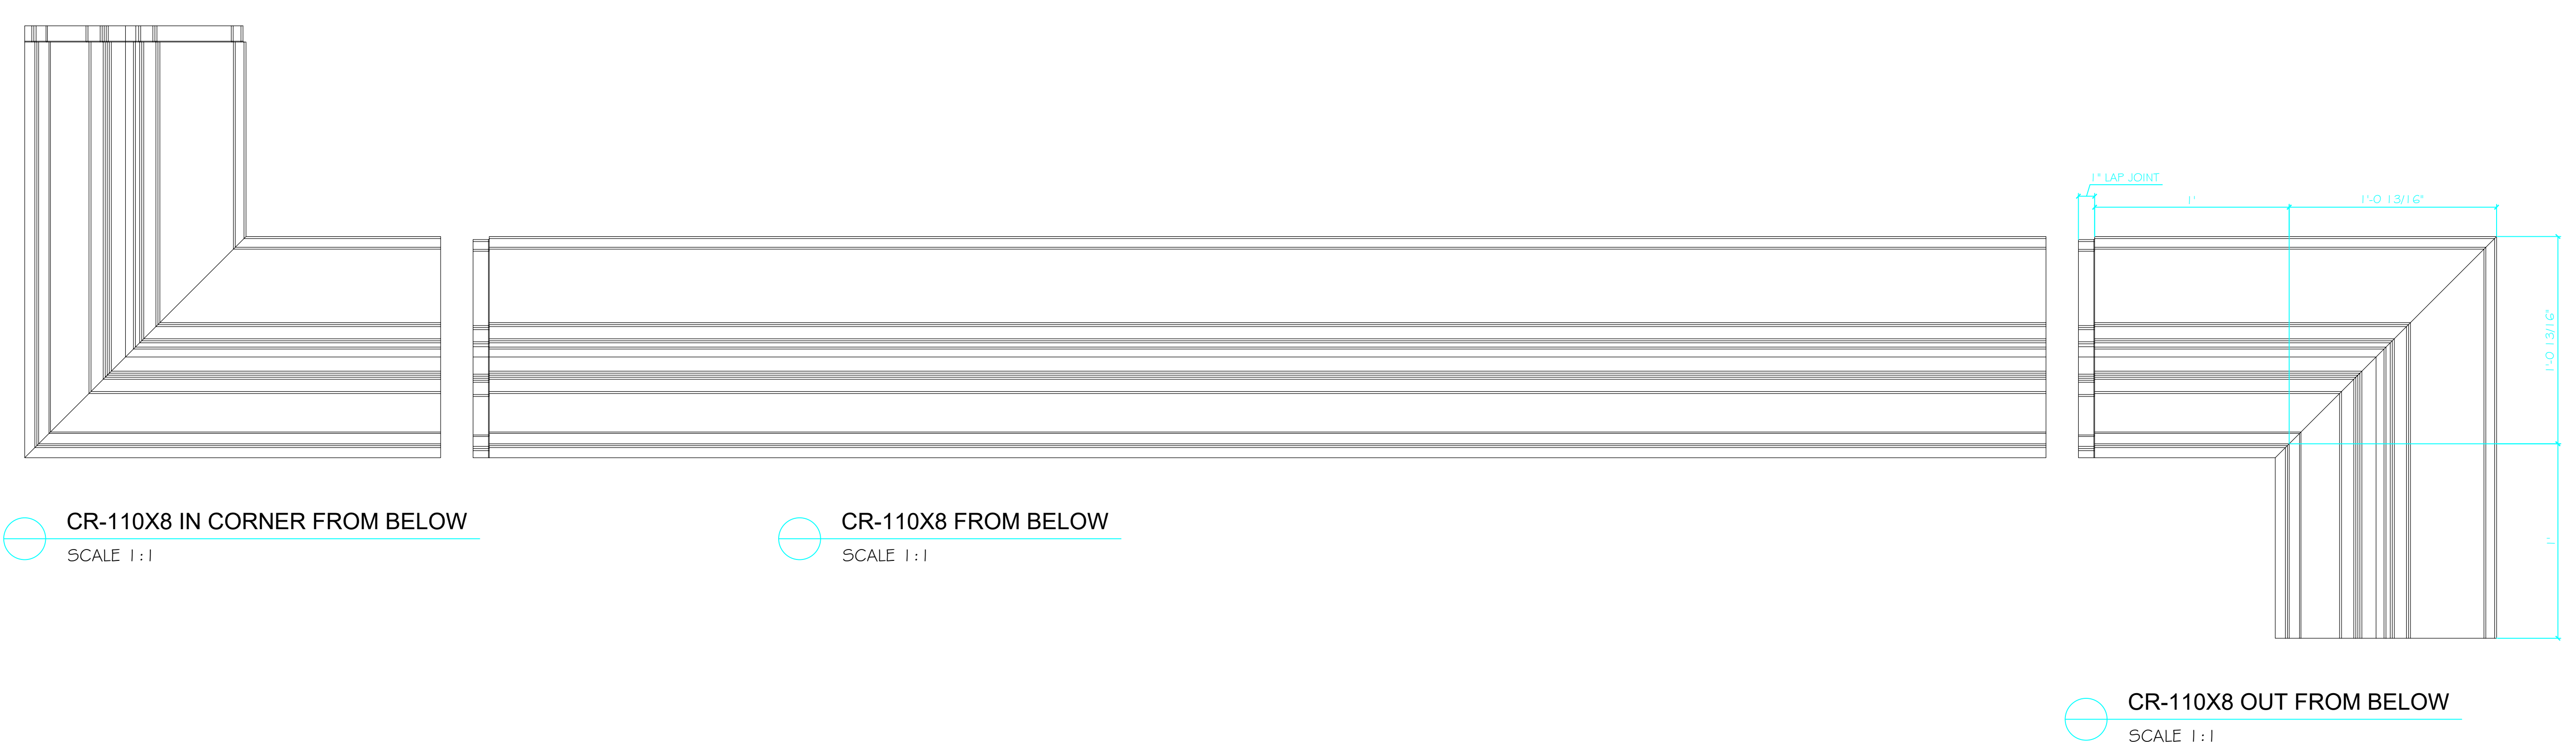 1" LAP JOINT
1'
1'-0 13/16"
1'-0 13/16"
1'
CR-110X8 IN CORNER FROM BELOW
SCALE 1:1
CR-110X8 FROM BELOW
SCALE 1:1
CR-110X8 OUT FROM BELOW
SCALE 1:1